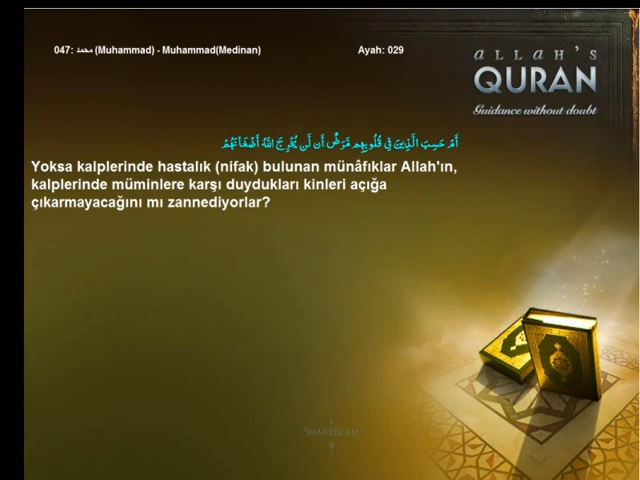 047: محمد (Muhammad) - Muhammad(Medinan) Ayah: 029
ALLAH'S
QURAN
Guidance without doubt
أَمْ حَسِبَ الَّذِينَ فِي قُلُوبِهِم مَّرَضٌ أَن لَّن يُخْرِجَ اللَّهُ أَضْغَانَهُمْ
Yoksa kalplerinde hastalık (nifak) bulunan münâfıklar Allah'ın,
kalplerinde müminlere karşı duydukları kinleri açığa
çıkarmayacağını mı zannediyorlar?
SHAREISLAM